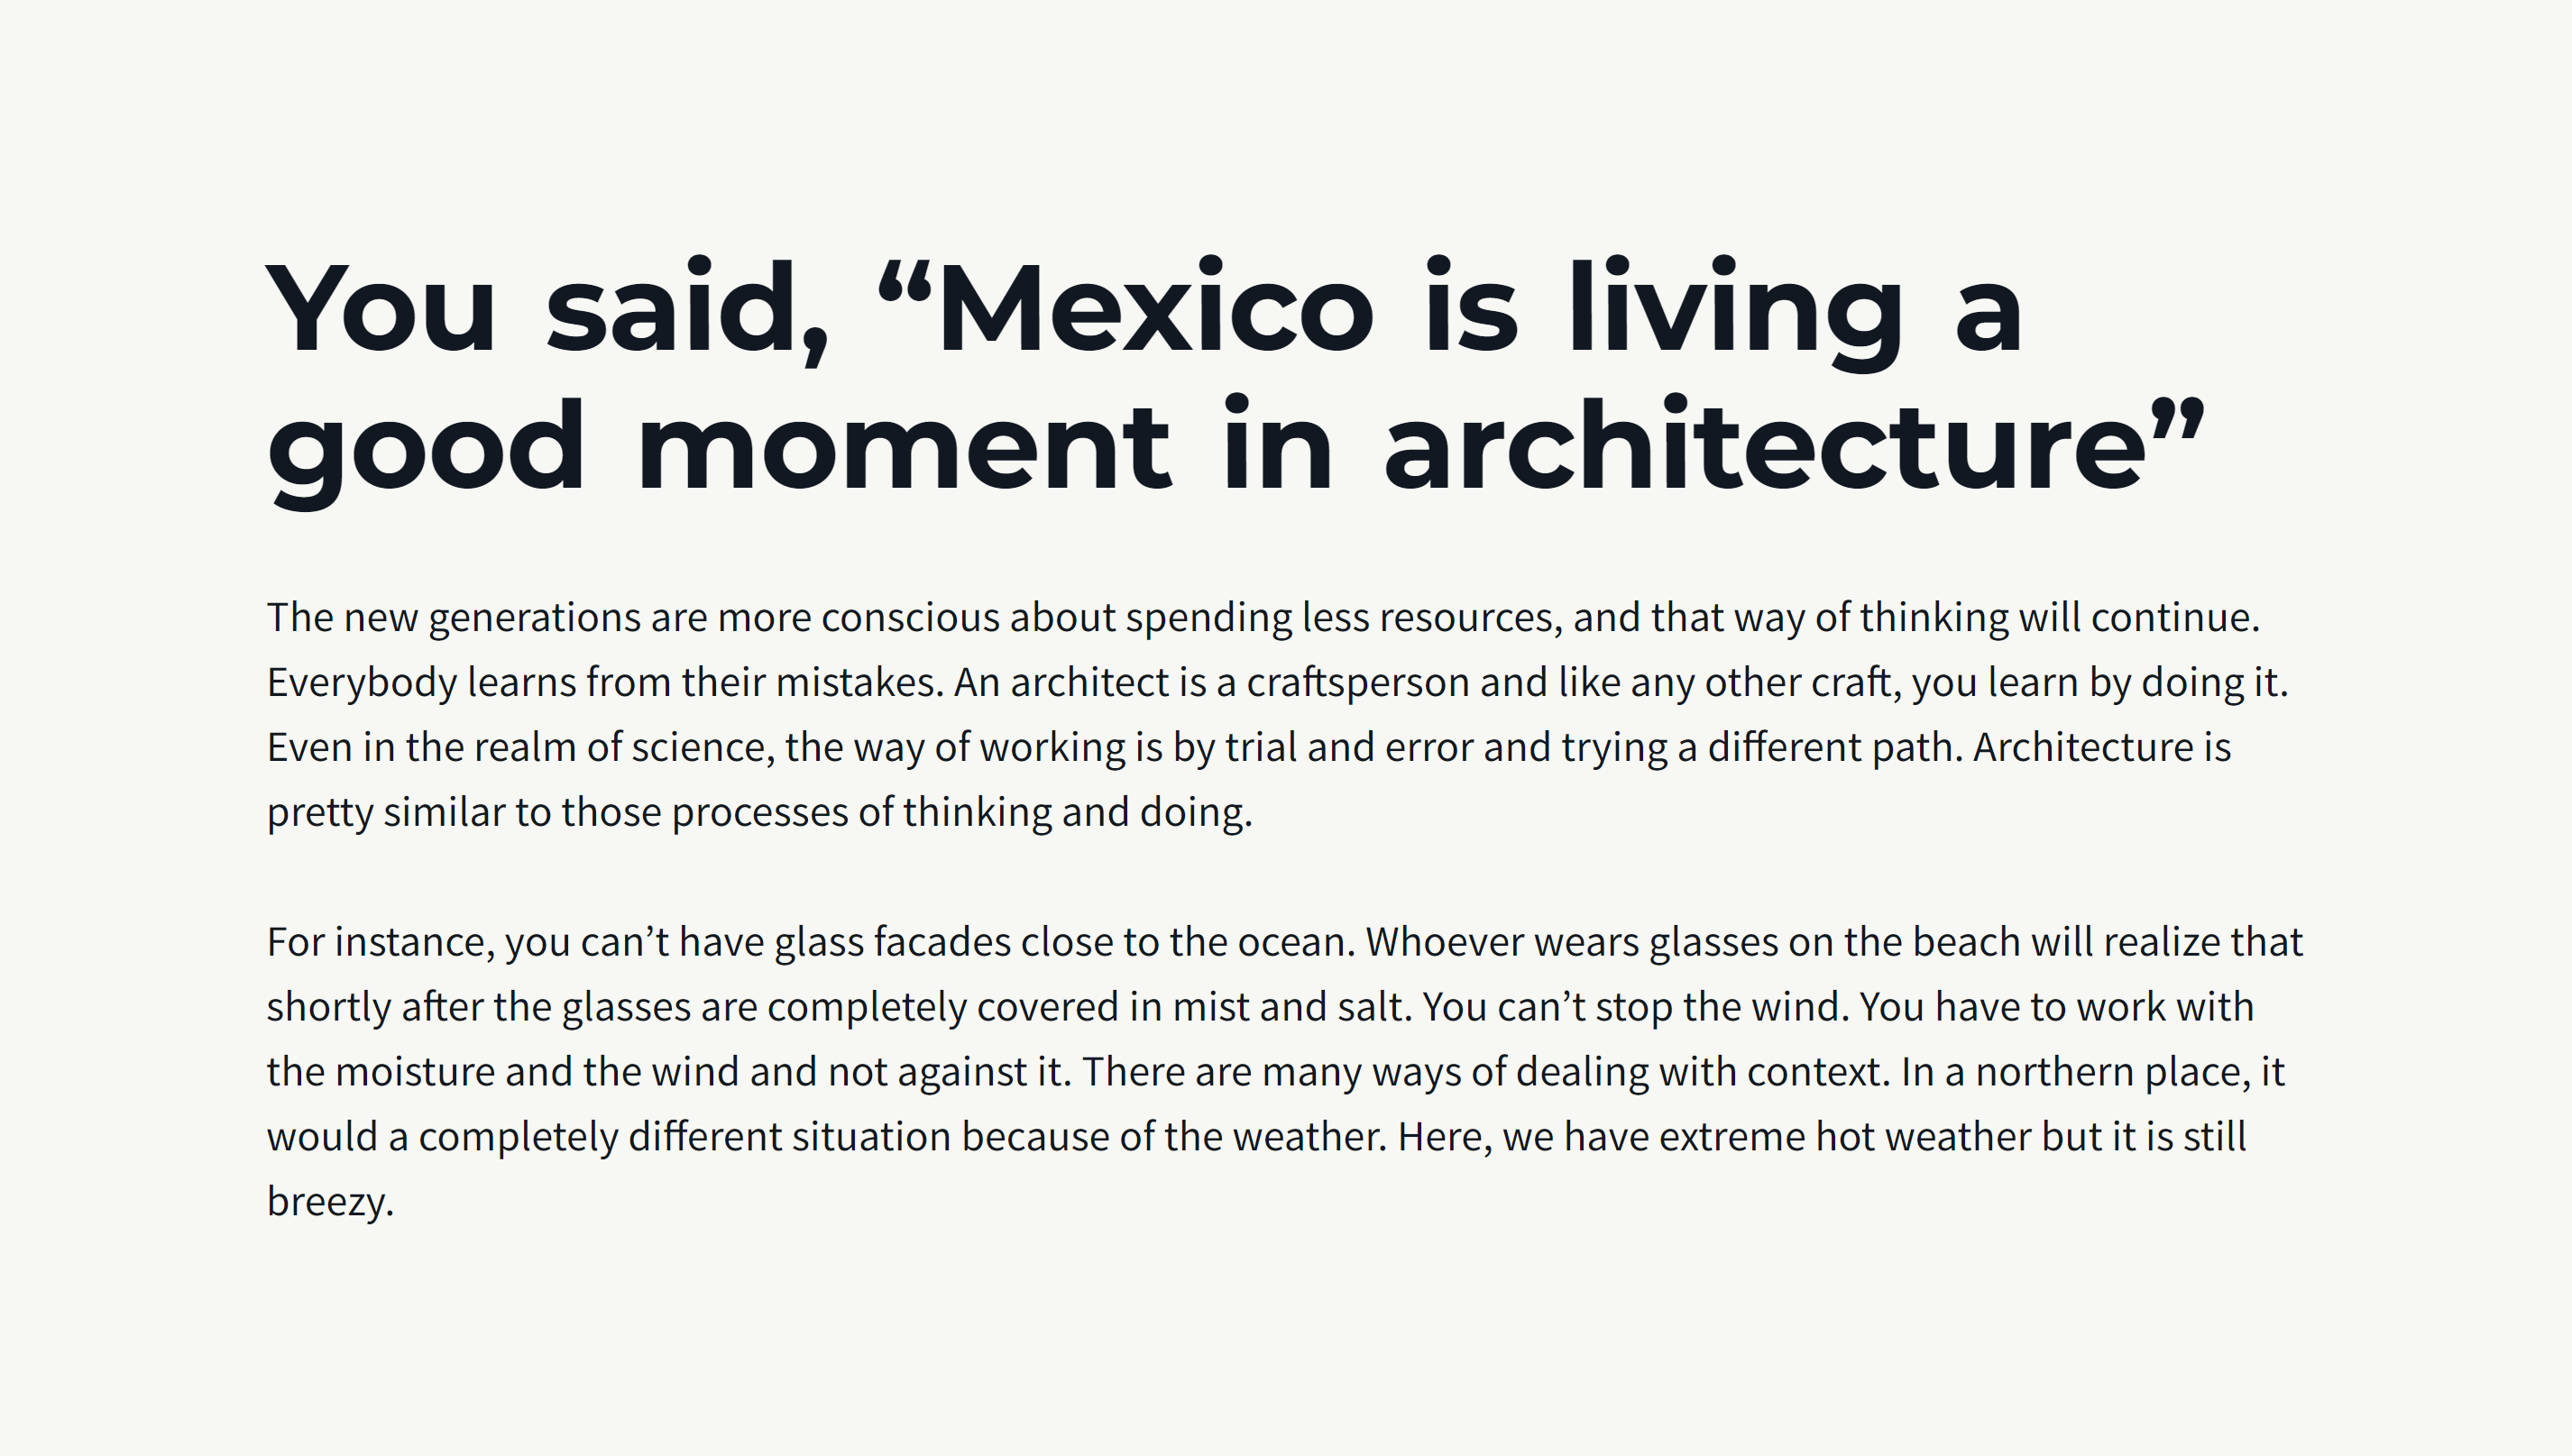 You said, “Mexico is living a
good moment in architecture”
The new generations are more conscious about spending less resources, and that way of thinking will continue.
Everybody learns from their mistakes. An architect is a craftsperson and like any other craft, you learn by doing it.
Even in the realm of science, the way of working is by trial and error and trying a different path. Architecture is
pretty similar to those processes of thinking and doing.
For instance, you can’t have glass facades close to the ocean. Whoever wears glasses on the beach will realize that
shortly after the glasses are completely covered in mist and salt. You can’t stop the wind. You have to work with
the moisture and the wind and not against it. There are many ways of dealing with context. In a northern place, it
would a completely different situation because of the weather. Here, we have extreme hot weather but it is still
breezy.